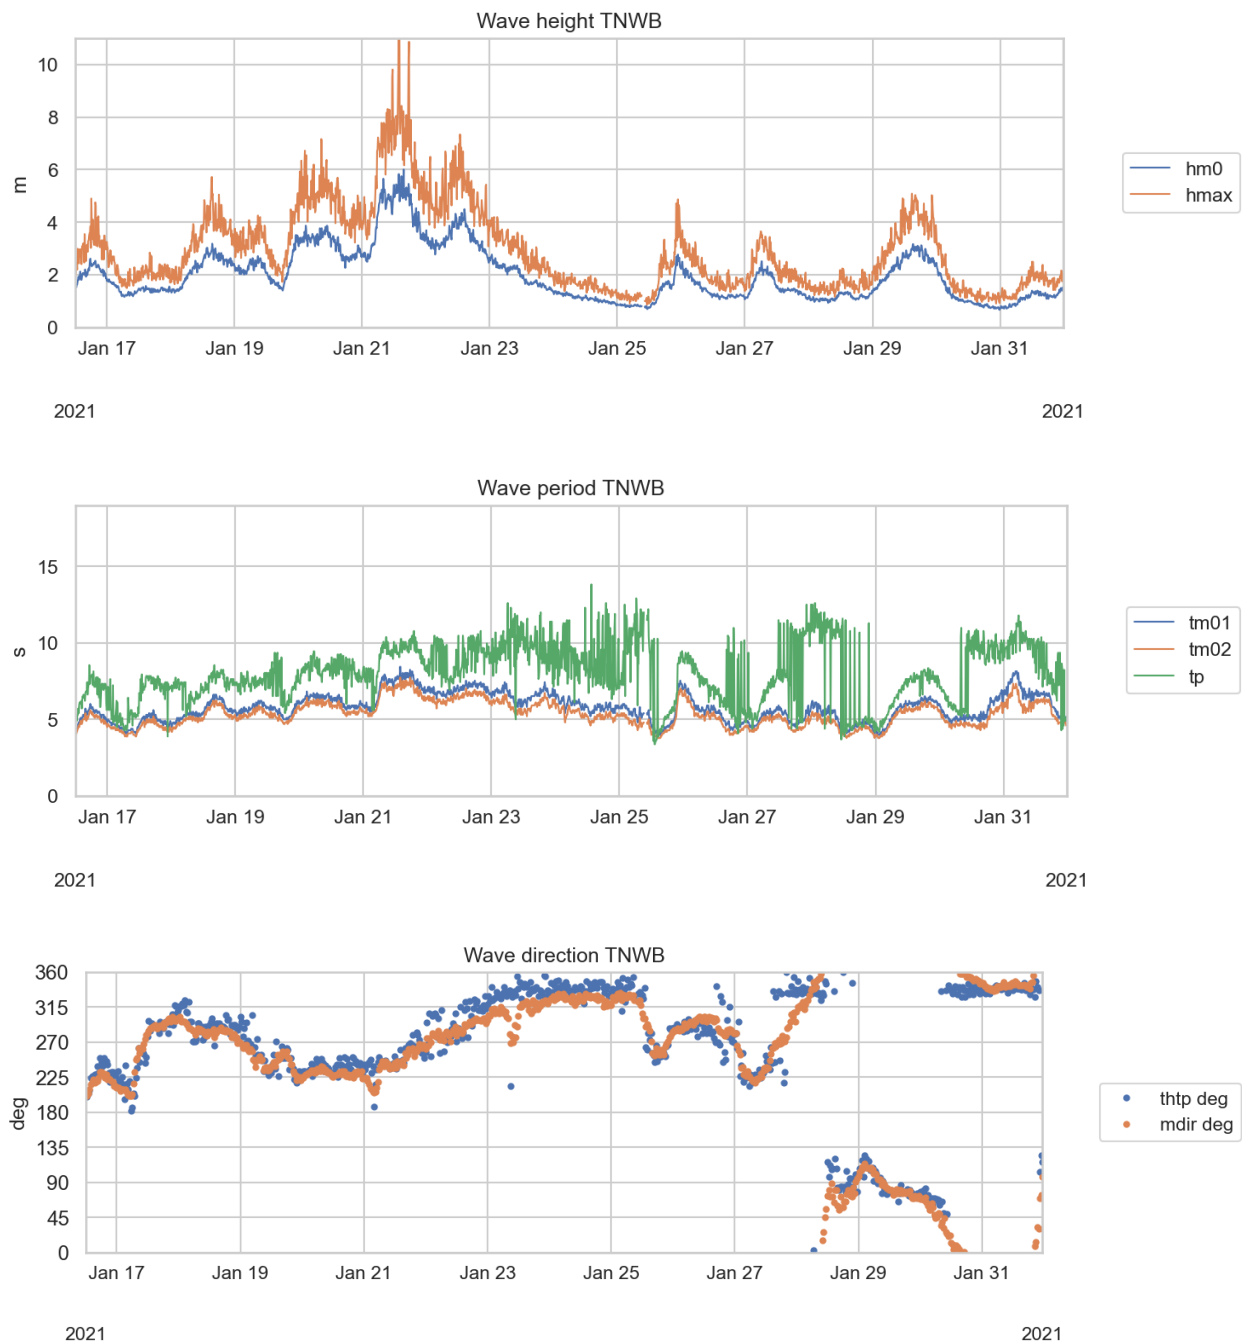 Wave height TNWB
10
8
6
4
2
0
m
Jan 17 Jan 19 Jan 21 Jan 23 Jan 25 Jan 27 Jan 29 Jan 31
2021 2021
hm0
hmax
Wave period TNWB
15
10
5
0
s
Jan 17 Jan 19 Jan 21 Jan 23 Jan 25 Jan 27 Jan 29 Jan 31
2021 2021
tm01
tm02
tp
Wave direction TNWB
360
315
270
225
180
135
90
45
0
deg
Jan 17 Jan 19 Jan 21 Jan 23 Jan 25 Jan 27 Jan 29 Jan 31
2021 2021
thtp deg
mdir deg